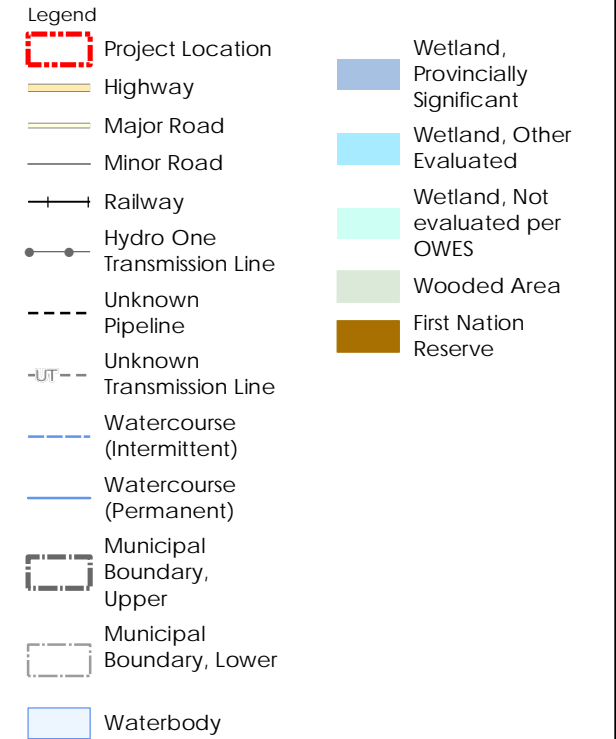 Legend
Project Location
Highway
Major Road
Minor Road
Railway
Hydro One
Transmission Line
Unknown
Pipeline
UT
Unknown
Transmission Line
Watercourse
(Intermittent)
Watercourse
(Permanent)
Municipal
Boundary,
Upper
Municipal
Boundary, Lower
Waterbody
Wetland,
Provincially
Significant
Wetland, Other
Evaluated
Wetland, Not
evaluated per
OWES
Wooded Area
First Nation
Reserve